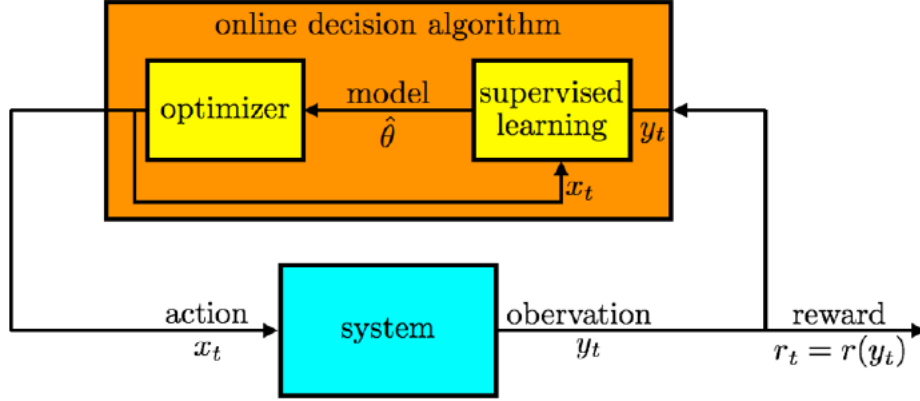 online decision algorithm
optimizer
model
θ̂
supervised
learning
y_t
x_t
action
x_t
system
obervation
y_t
reward
r_t = r(y_t)